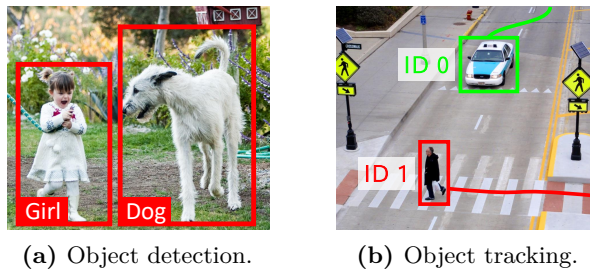 Girl
Dog
ID 0
ID 1
(a) Object detection.
(b) Object tracking.